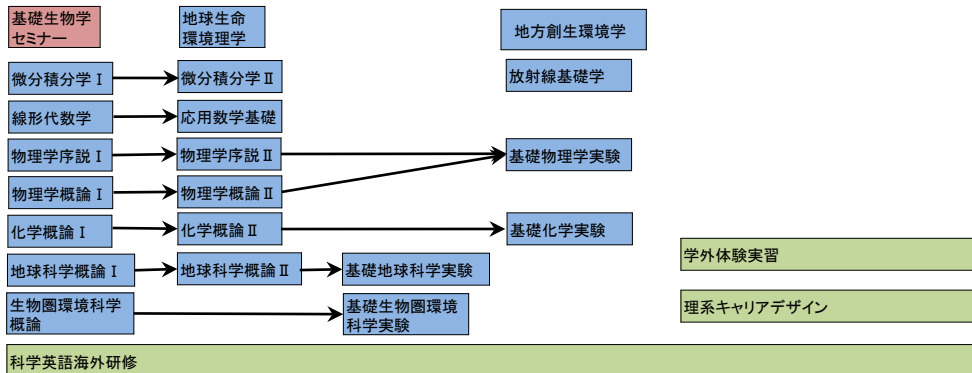 基礎生物学
セミナー
地球生命
環境理学
地方創生環境学
微分積分学Ⅰ
微分積分学Ⅱ
放射線基礎学
線形代数学
応用数学基礎
物理学序説Ⅰ
物理学序説Ⅱ
基礎物理学実験
物理学概論Ⅰ
物理学概論Ⅱ
化学概論Ⅰ
化学概論Ⅱ
基礎化学実験
学外体験実習
地球科学概論Ⅰ
地球科学概論Ⅱ
基礎地球科学実験
生物圏環境科学
概論
基礎生物圏環境
科学実験
理系キャリアデザイン
科学英語海外研修